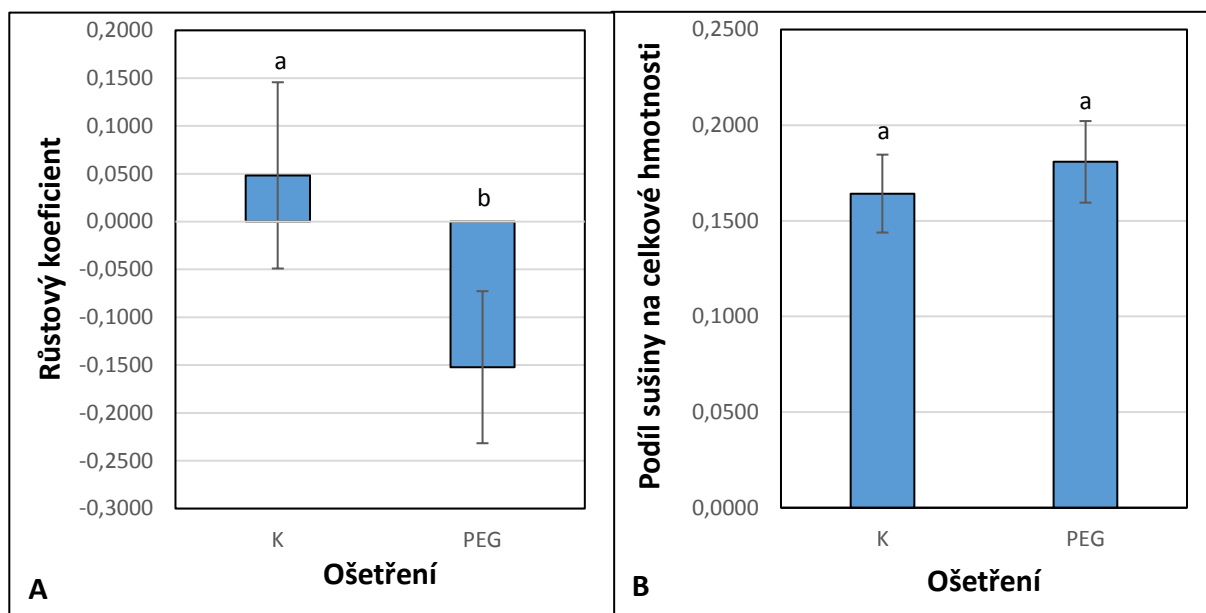 Růstový koeficient
0,2000
0,1500
0,1000
0,0500
0,0000
-0,0500
-0,1000
-0,1500
-0,2000
-0,2500
-0,3000
a
b
K
PEG
Ošetření
A
Podíl sušiny na celkové hmotnosti
0,2500
0,2000
0,1500
0,1000
0,0500
0,0000
a
a
K
PEG
Ošetření
B